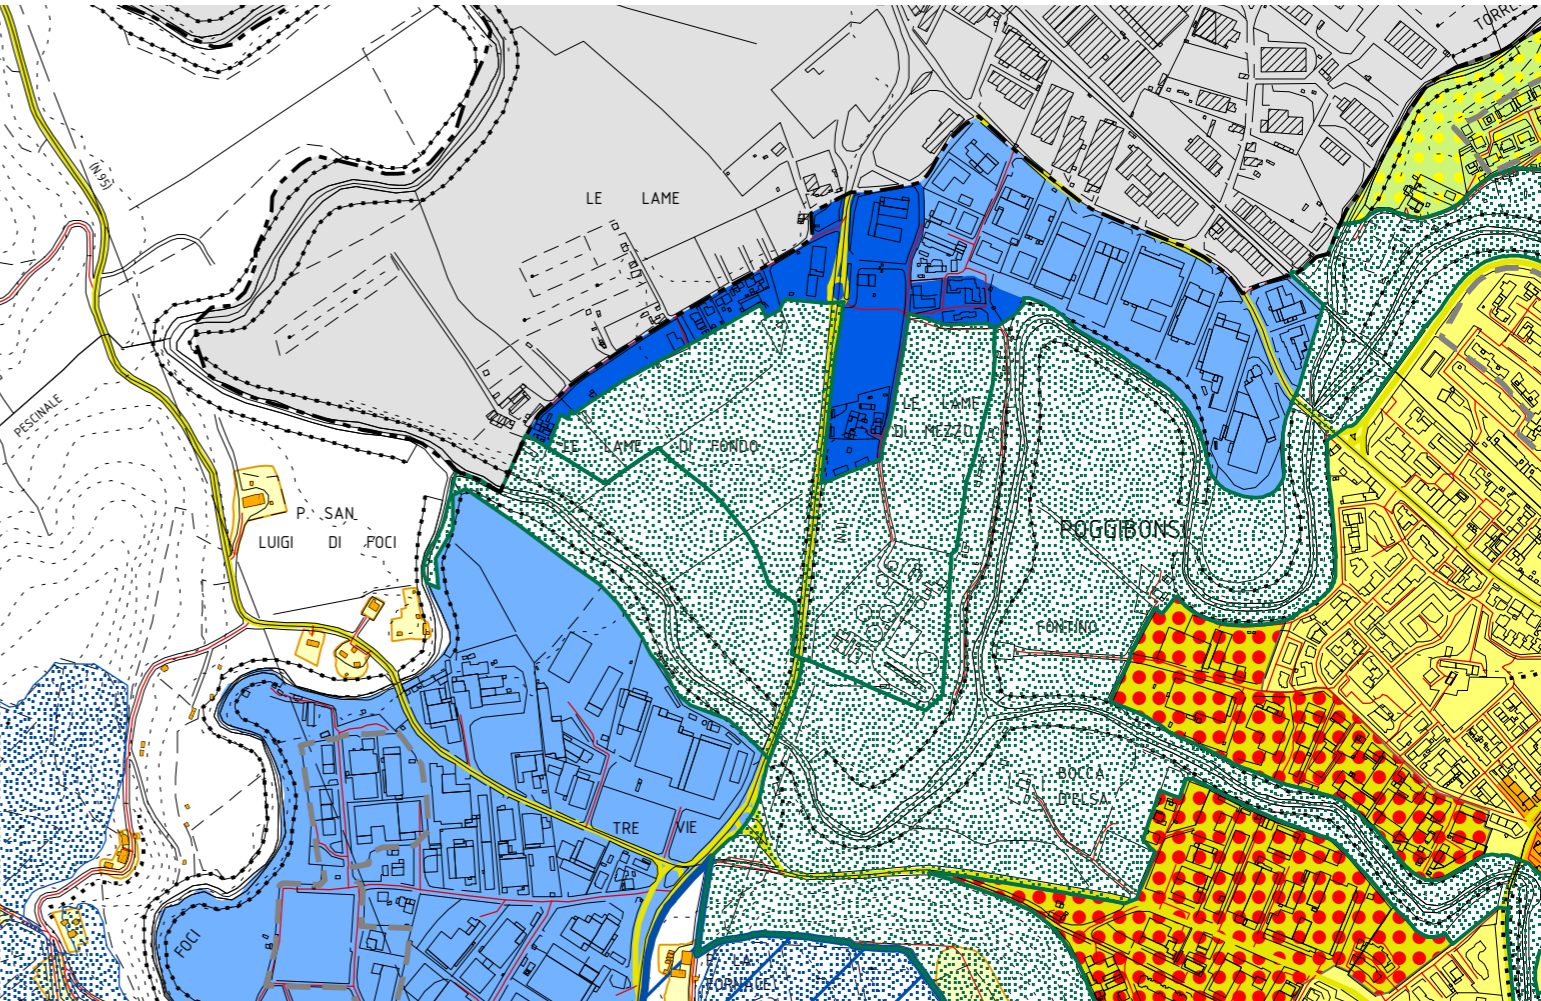 TORRE
(N.95)
LE LAME
PESCINALE
LE LAME
DI MEZZO
LE LAME DI FONDO
P. SAN
LUIGI DI FOCI
POGGIBONSI
FONTINO
BOCCA
D'ELSA
TRE VIE
FOCI
LA
FORNACE